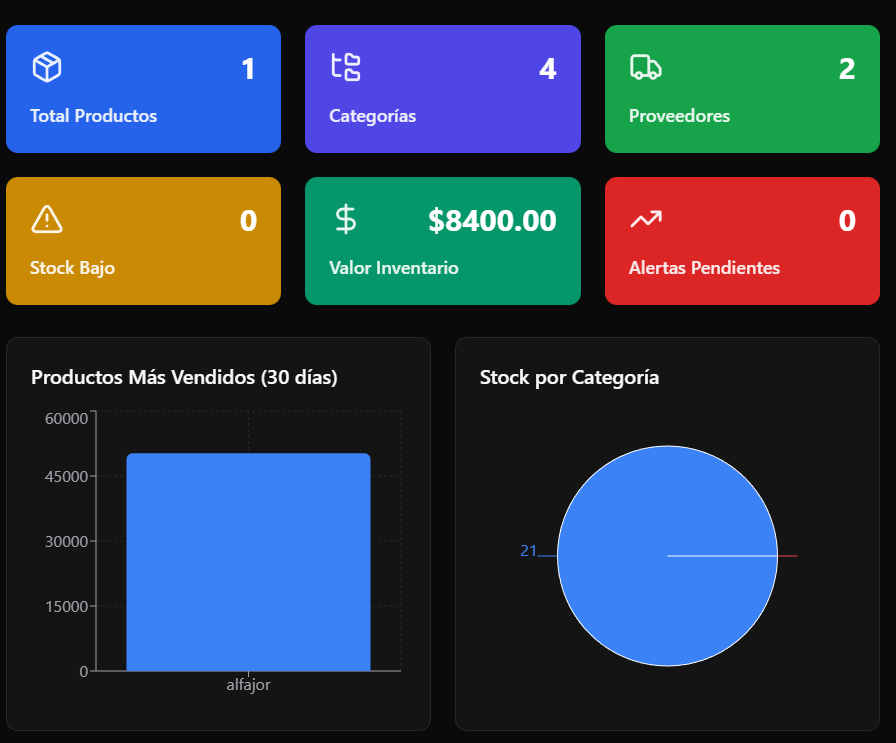 1
Total Productos
4
Categorías
2
Proveedores
0
Stock Bajo
$8400.00
Valor Inventario
0
Alertas Pendientes
Productos Más Vendidos (30 días)
60000
45000
30000
15000
0
alfajor
Stock por Categoría
21